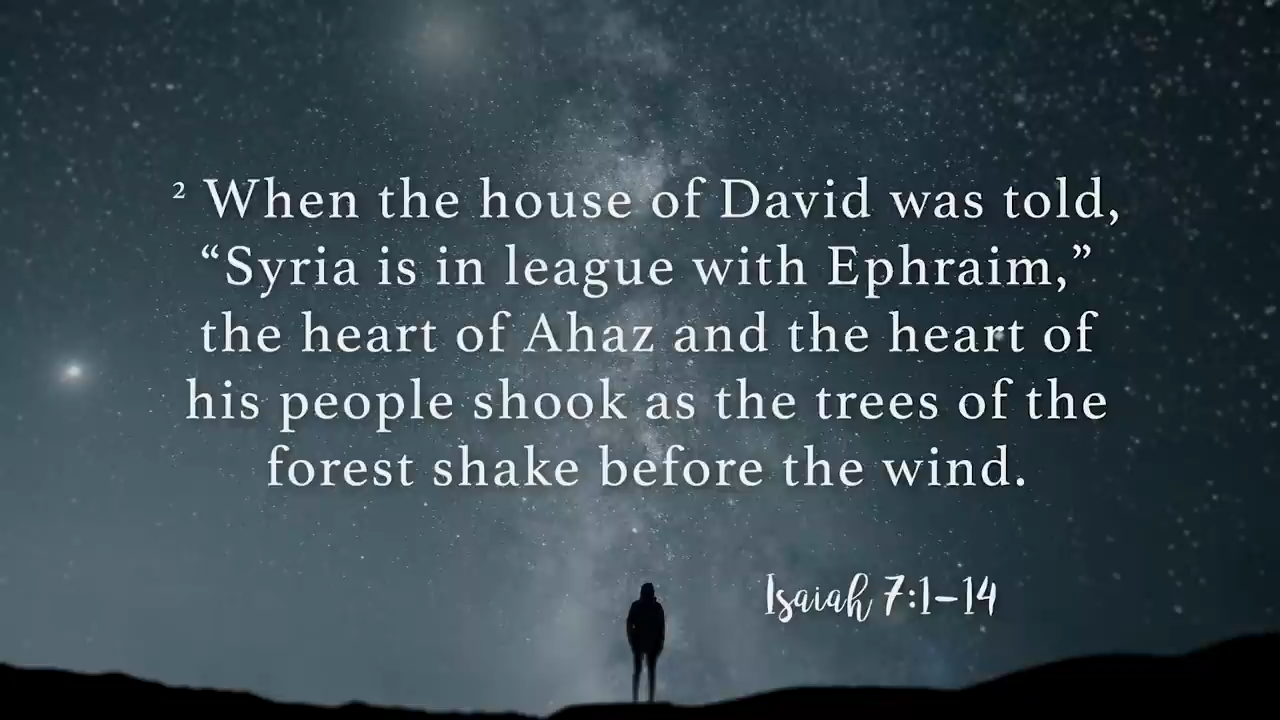 ² When the house of David was told,
“Syria is in league with Ephraim,”
the heart of Ahaz and the heart of
his people shook as the trees of the
forest shake before the wind.
Isaiah 7:1–14